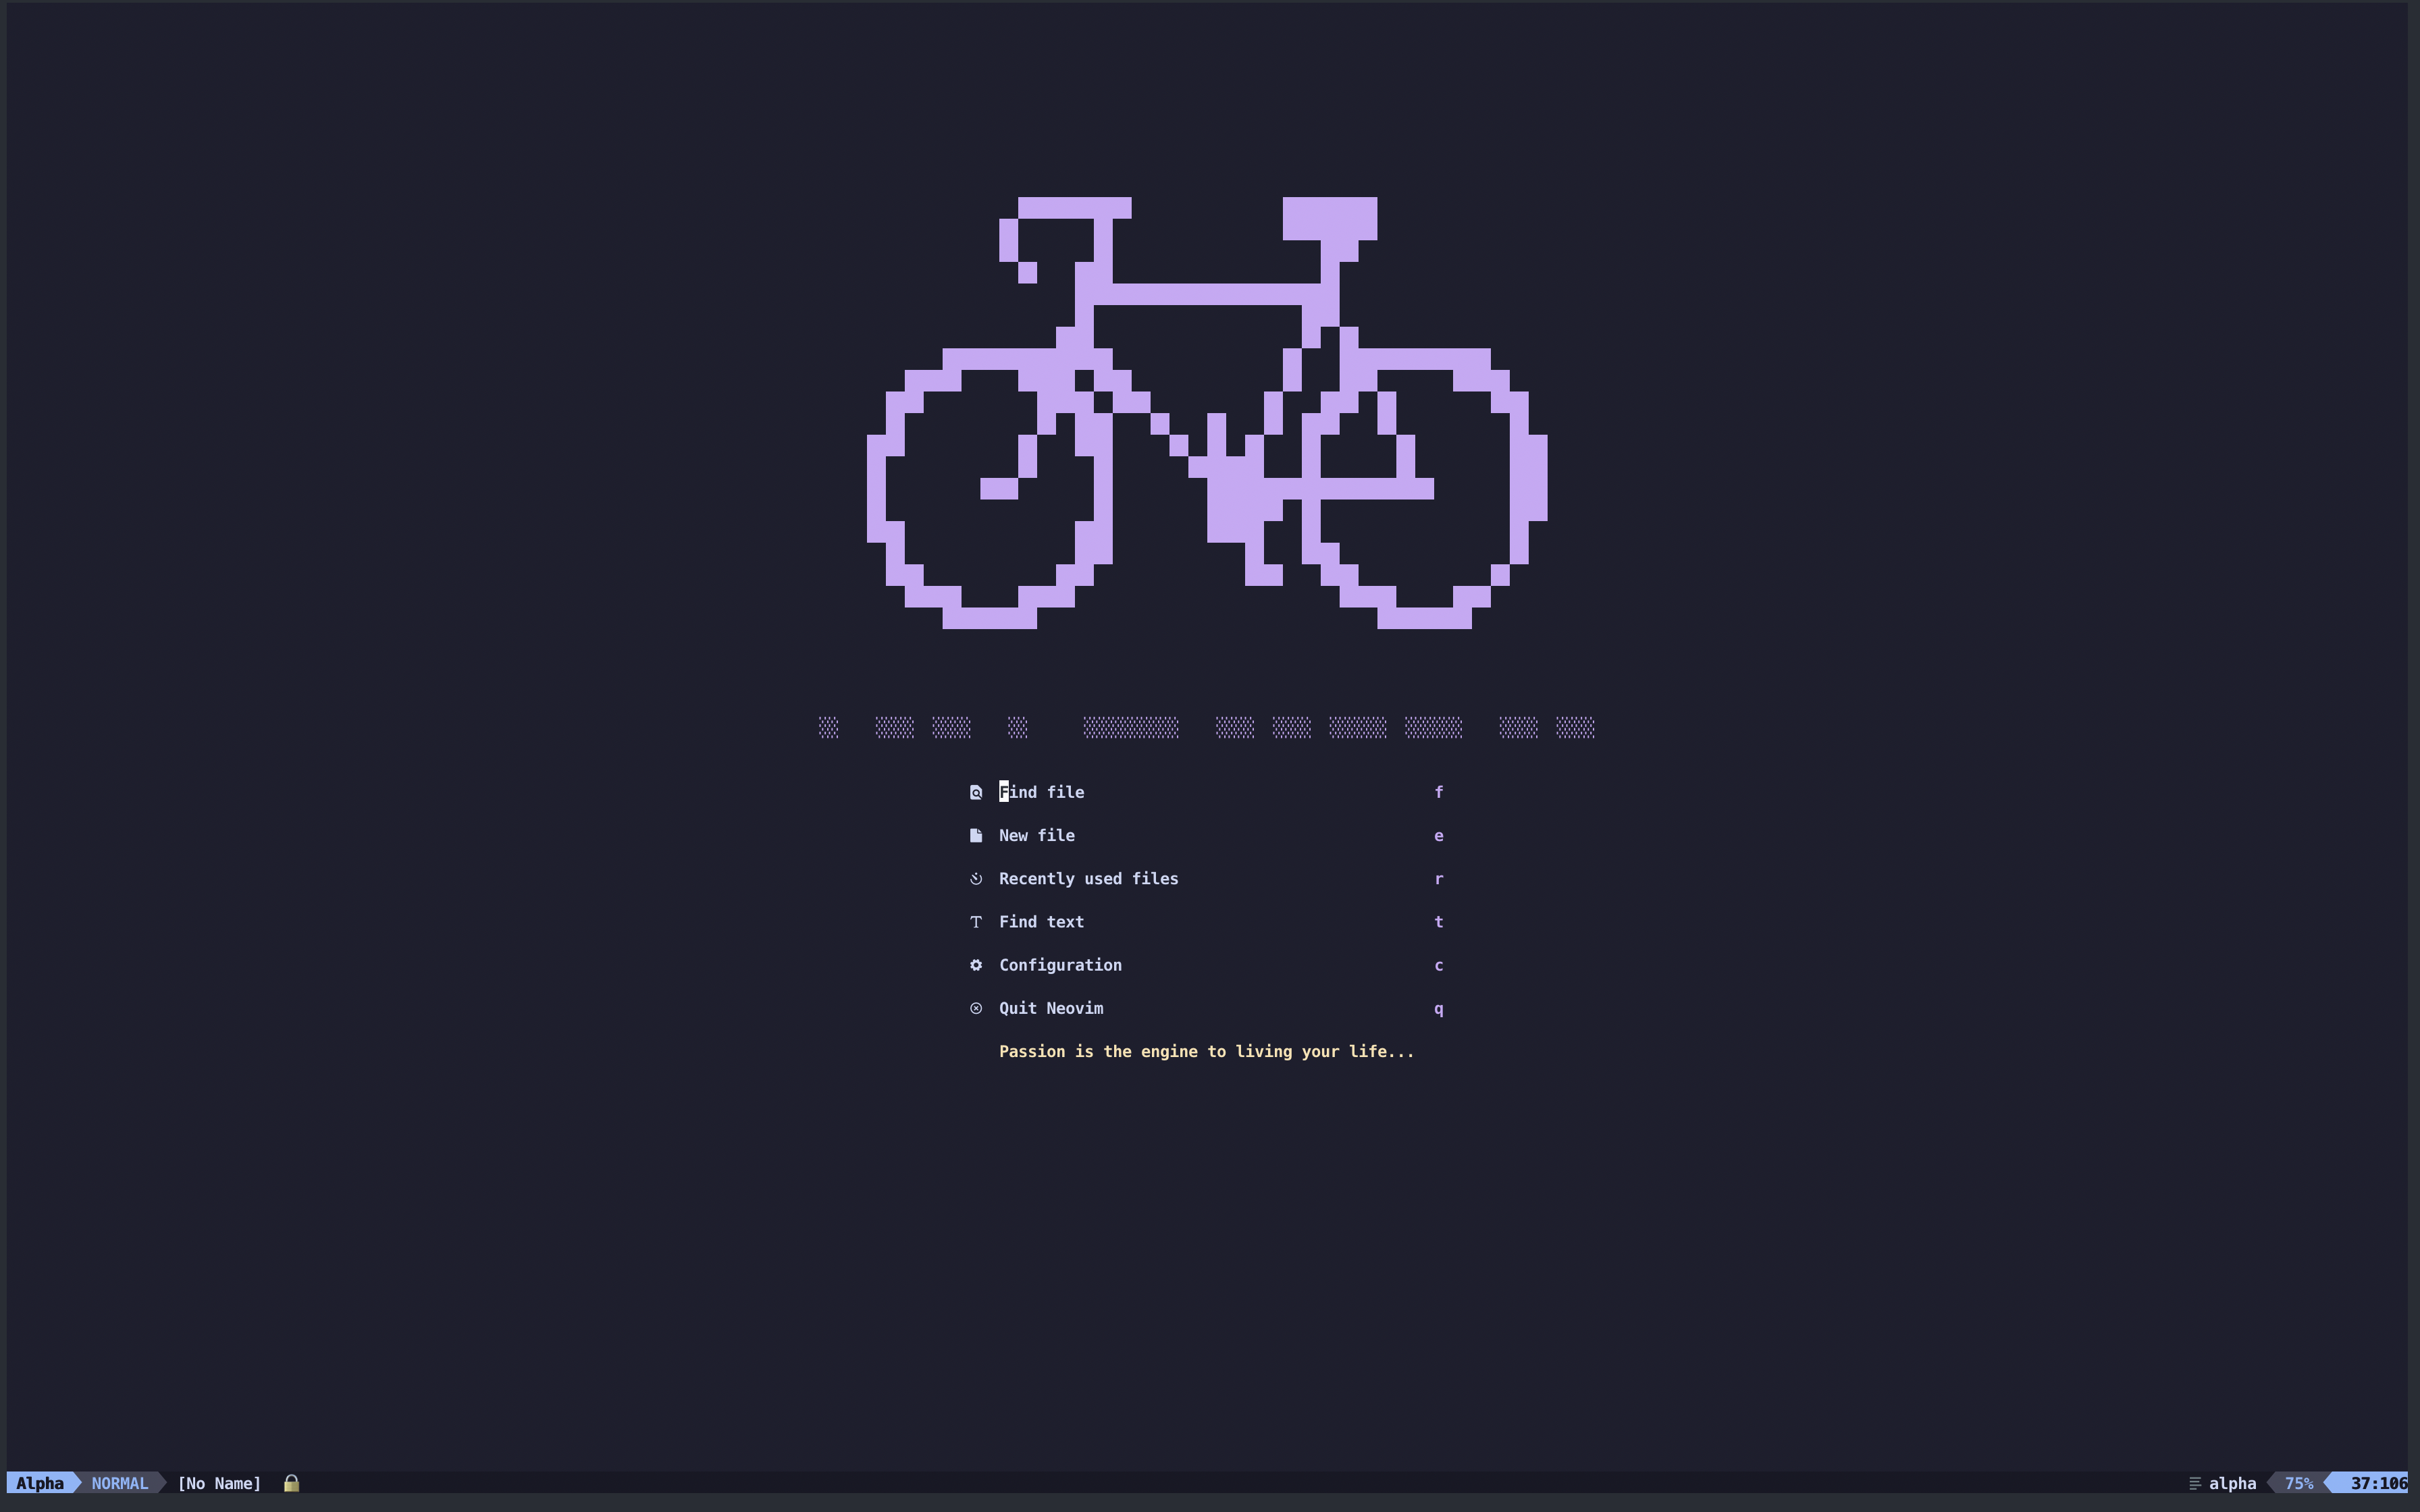 Find file f
New file e
Recently used files r
Find text t
Configuration c
Quit Neovim q
Passion is the engine to living your life...
Alpha NORMAL [No Name] alpha 75% 37:106